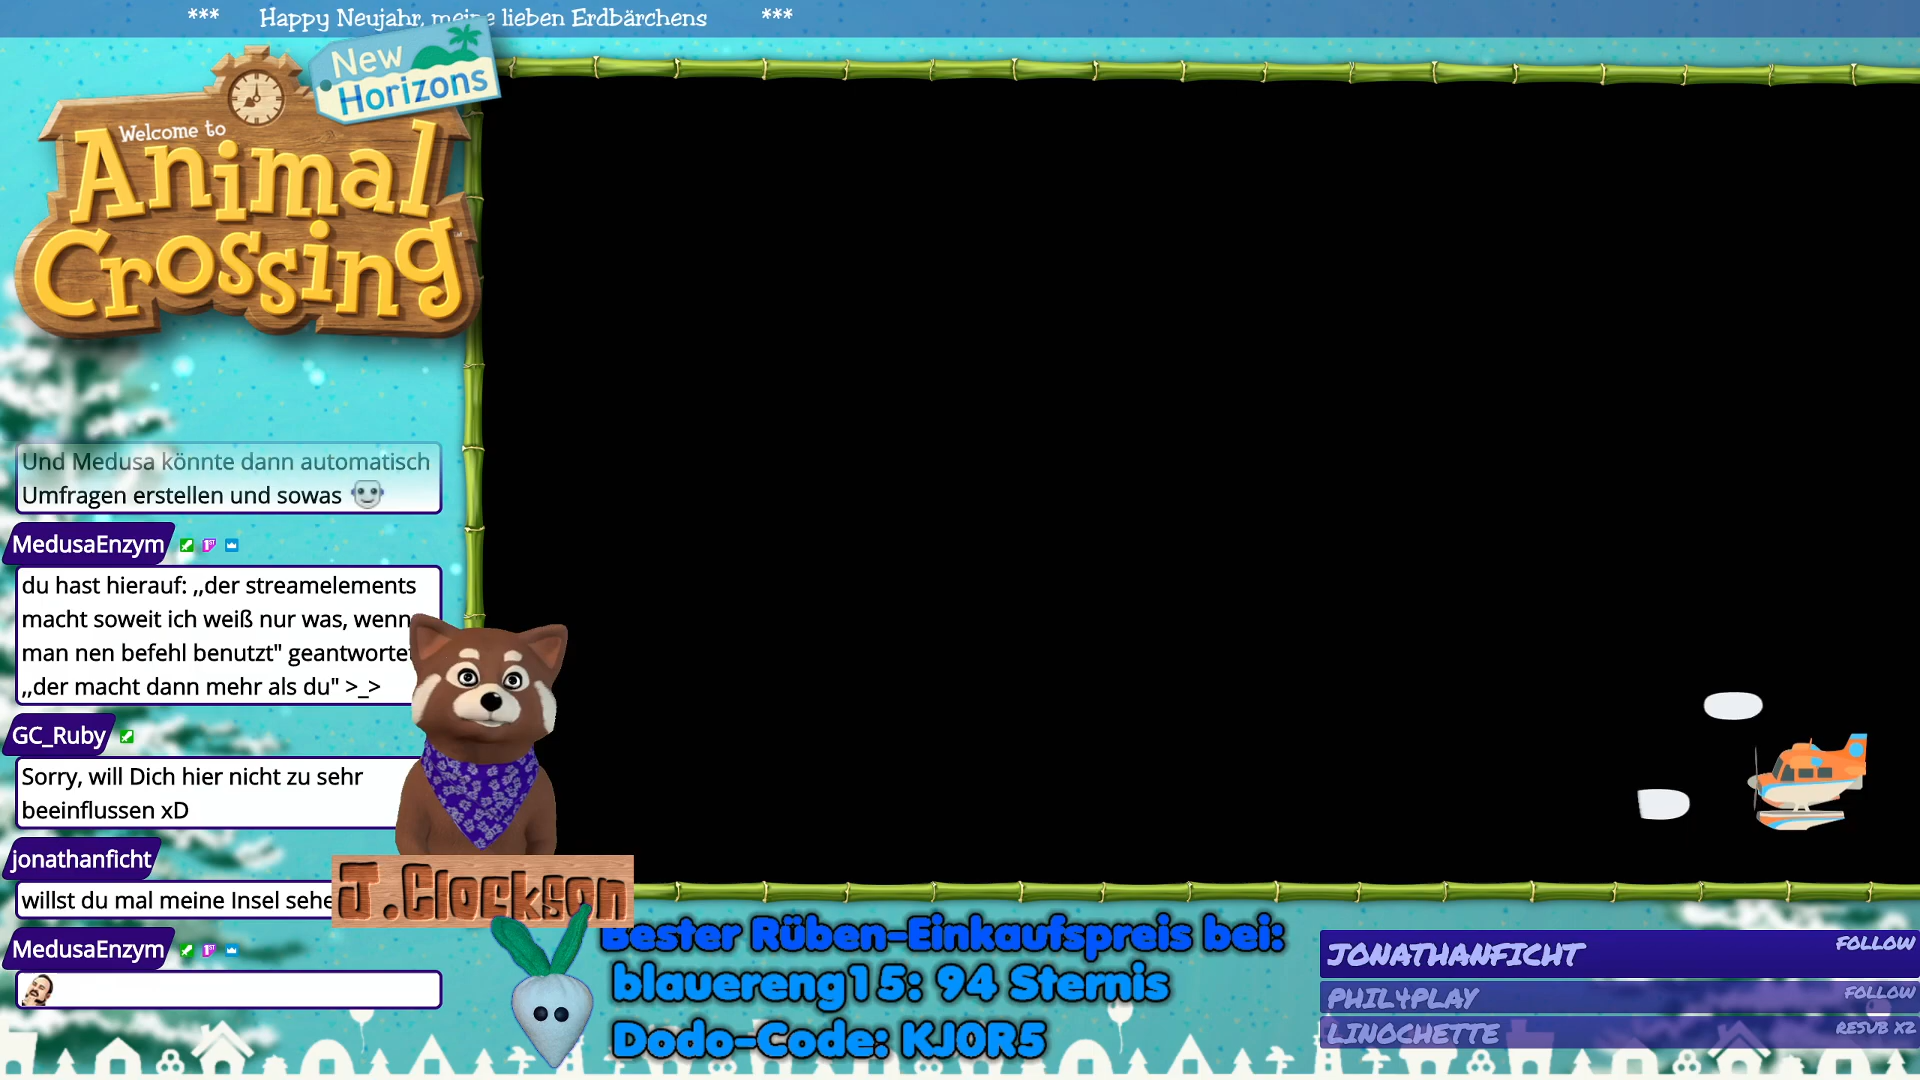 *** Happy Neujahr, meine lieben Erdbärchens ***
New
Horizons
Welcome to
Animal
Crossing
Und Medusa könnte dann automatisch
Umfragen erstellen und sowas
MedusaEnzym
du hast hierauf: ,,der streamelements
macht soweit ich weiß nur was, wenn
man nen befehl benutzt" geantwortet
,,der macht dann mehr als du" >_>
GC_Ruby
Sorry, will Dich hier nicht zu sehr
beeinflussen xD
jonathanficht
willst du mal meine Insel sehe
MedusaEnzym
J.Clockson
Bester Rüben-Einkaufspreis bei:
blauereng15: 94 Sternis
Dodo-Code: KJ0R5
JONATHANFICHT FOLLOW
PHIL4PLAY FOLLOW
LINOCHETTE RESUB X2